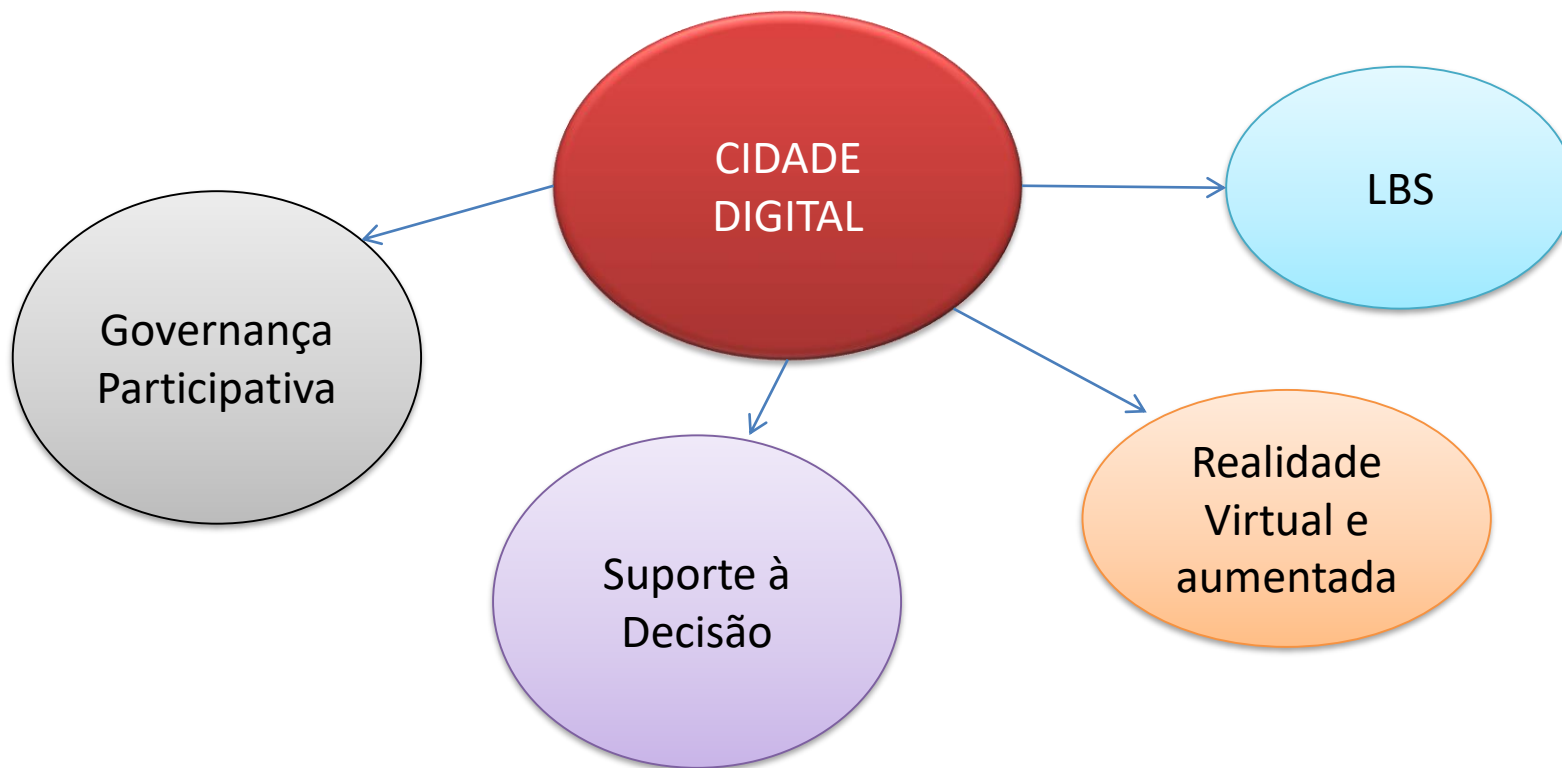 CIDADE
DIGITAL
LBS
Governança
Participativa
Realidade
Virtual e
aumentada
Suporte à
Decisão